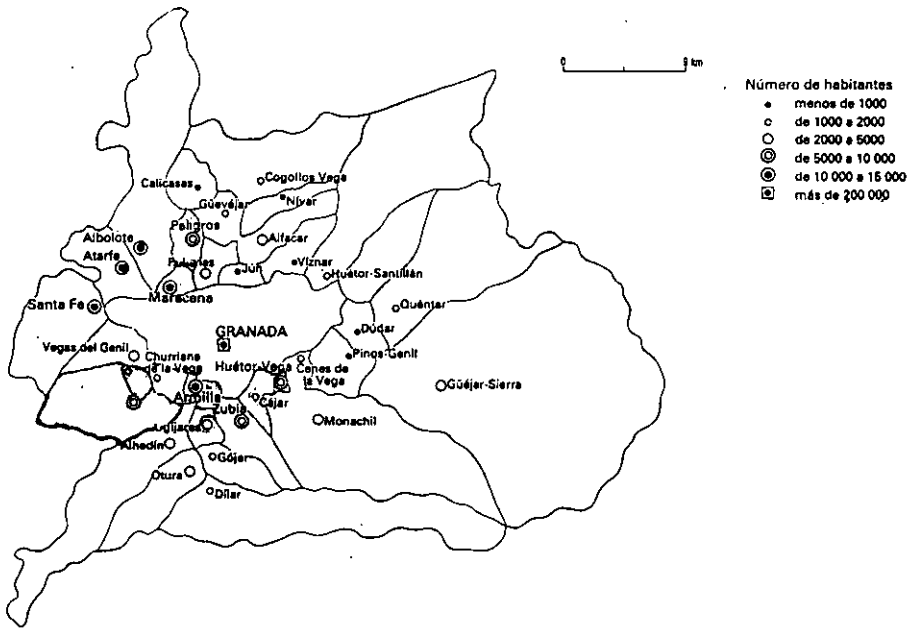 0 9 km
Número de habitantes
menos de 1000
de 1000 a 2000
de 2000 a 5000
de 5000 a 10 000
de 10 000 a 15 000
más de 200 000
Calicasas
Cogollos Vega
Nívar
Güevéjar
Peligros
Albolote
Atarfe
Alfacar
Pulianas
Jún
Víznar
Huétor-Santillán
Maracena
Santa Fe
Quéntar
GRANADA
Dúdar
Vegas del Genil
Churriana
de la Vega
Huétor-Vega
Cenes de
la Vega
Pinos-Genil
Güéjar-Sierra
Armilla
Cájar
Zubia
Monachil
Ogíjares
Alhedín
Gójar
Otura
Dílar